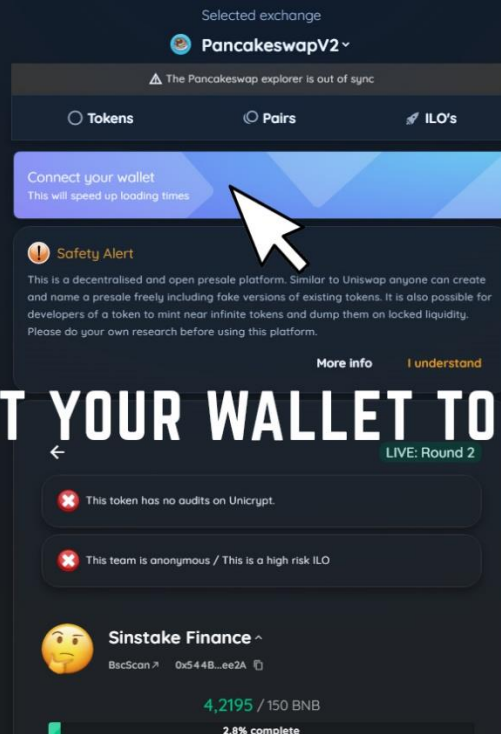 Selected exchange
PancakeswapV2
The Pancakeswap explorer is out of sync
Tokens
Pairs
ILO's
Connect your wallet
This will speed up loading times
Safety Alert
This is a decentralised and open presale platform. Similar to Uniswap anyone can create
and name a presale freely including fake versions of existing tokens. It is also possible for
developers of a token to mint near infinite tokens and dump them on locked liquidity.
Please do your own research before using this platform.
More info
I understand
T YOUR WALLET TO
LIVE: Round 2
This token has no audits on Unicrypt.
This team is anonymous / This is a high risk ILO
Sinstake Finance
BscScan
0x544B...ee2A
4,2195 / 150 BNB
2.8% complete